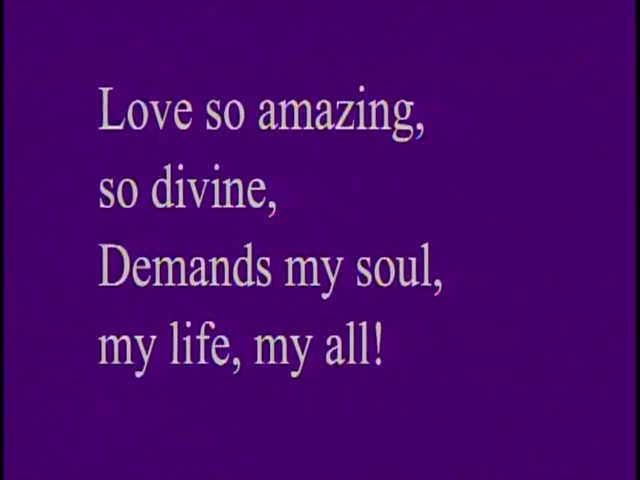 Love so amazing,
so divine,
Demands my soul,
my life, my all!